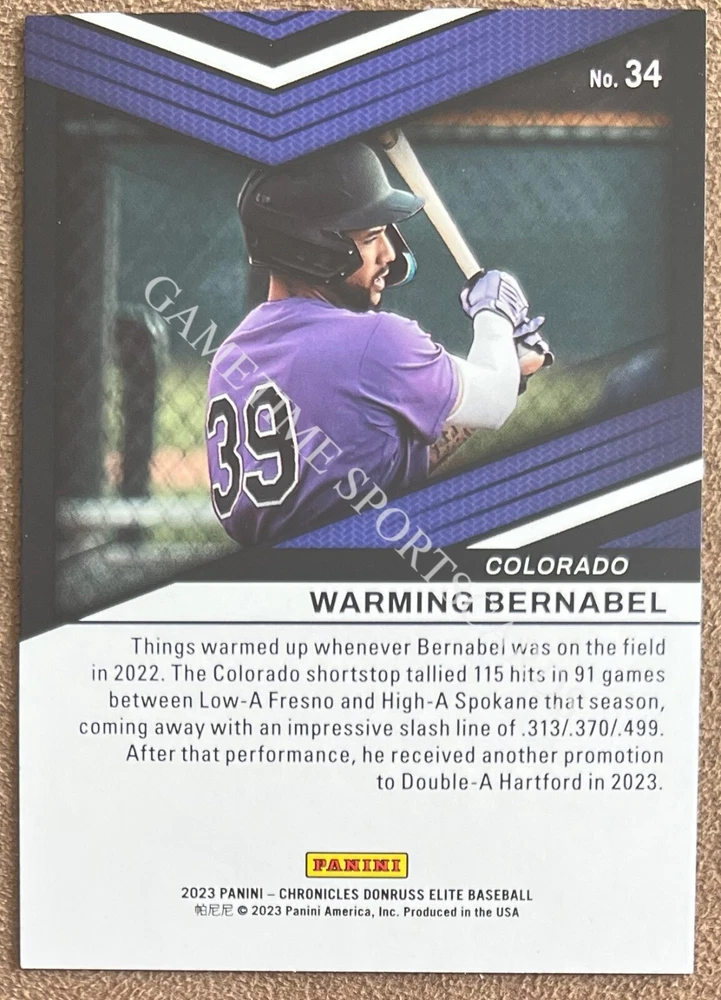 No. 34
39
COLORADO
WARMING BERNABEL
Things warmed up whenever Bernabel was on the field
in 2022. The Colorado shortstop tallied 115 hits in 91 games
between Low-A Fresno and High-A Spokane that season,
coming away with an impressive slash line of .313/.370/.499.
After that performance, he received another promotion
to Double-A Hartford in 2023.
PANINI
2023 PANINI – CHRONICLES DONRUSS ELITE BASEBALL
帕尼尼 © 2023 Panini America, Inc. Produced in the USA
GAMETIME SPORTS